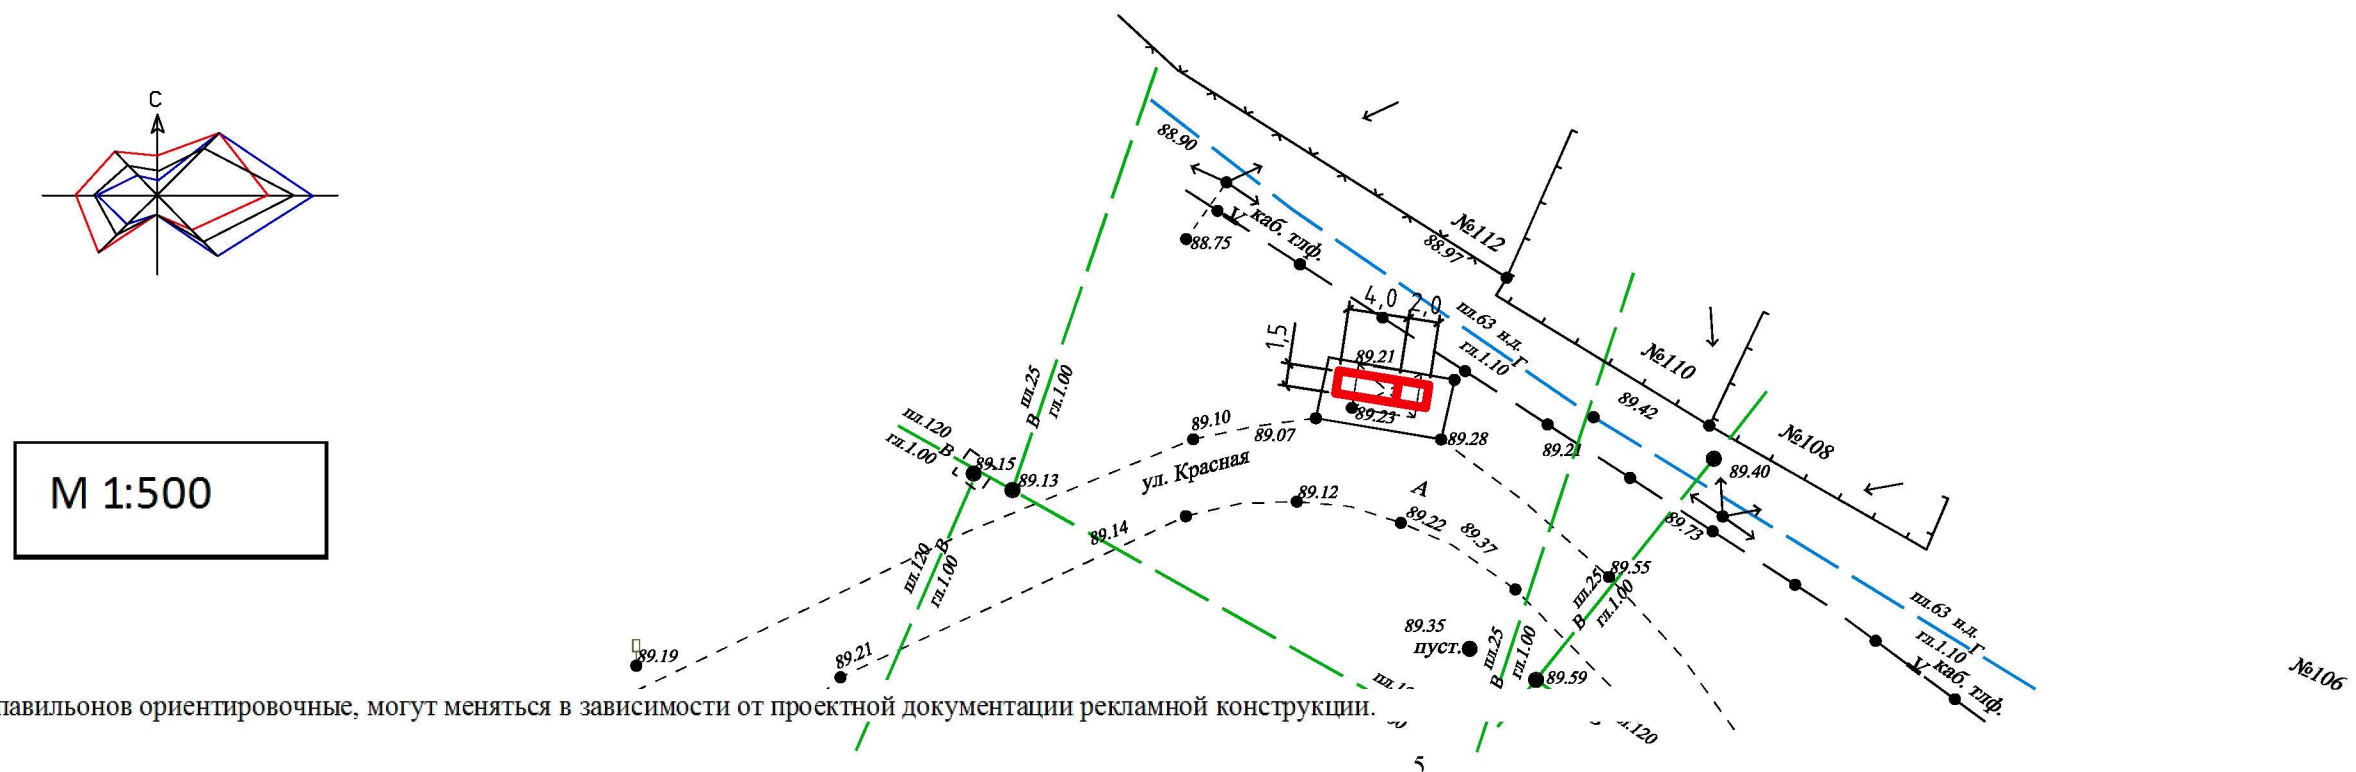 С
М 1:500
88.90
V
каб. тлф.
88.75
№112
88.97
4,0
2,0
1,5
89.21
89.23
пл.63 н.д.
Г
гл.1.10
№110
89.42
№108
89.40
89.21
89.28
89.10
89.07
ул. Красная
пл.25
В
гл.1.00
пл.120
В
гл.1.00
89.15
89.13
89.12
А
89.22
89.37
89.14
пл.120
В
гл.1.00
89.73
89.55
пл.25
В
гл.1.00
89.35
пуст.
пл.25
В
гл.1.00
89.59
89.19
89.21
пл.63 н.д.
Г
гл.1.10
V
каб. тлф.
№106
павильонов ориентировочные, могут меняться в зависимости от проектной документации рекламной конструкции.
5